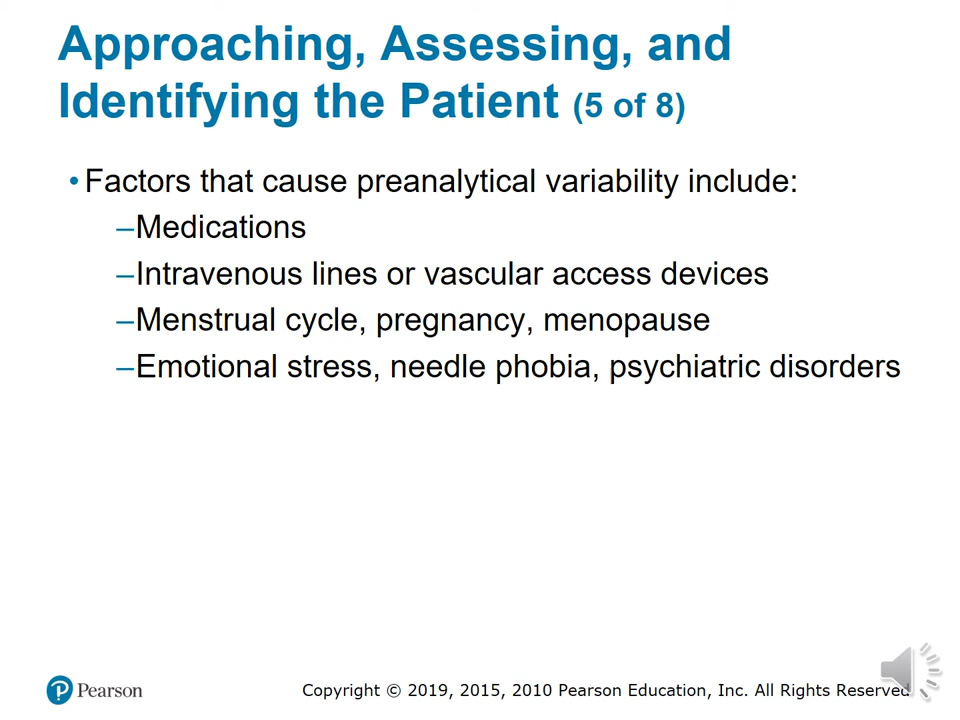 Approaching, Assessing, and
Identifying the Patient (5 of 8)
• Factors that cause preanalytical variability include:
–Medications
–Intravenous lines or vascular access devices
–Menstrual cycle, pregnancy, menopause
–Emotional stress, needle phobia, psychiatric disorders
P Pearson
Copyright © 2019, 2015, 2010 Pearson Education, Inc. All Rights Reserved